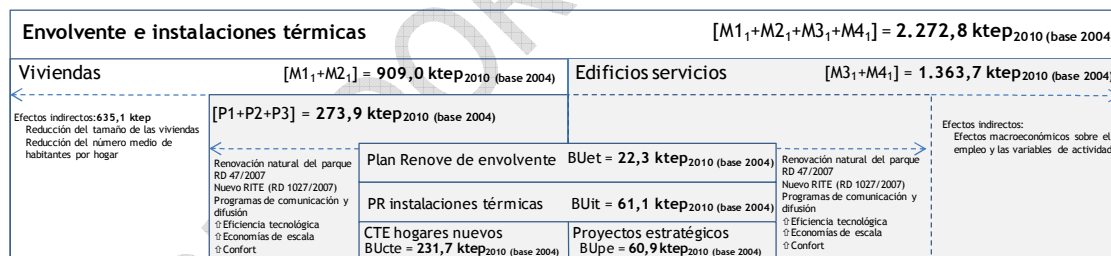 Envolvente e instalaciones térmicas
[M1₁+M2₁+M3₁+M4₁] = 2.272,8 ktep2010 (base 2004)
Viviendas
[M1₁+M2₁] = 909,0 ktep2010 (base 2004)
Edificios servicios
[M3₁+M4₁] = 1.363,7 ktep2010 (base 2004)
Efectos indirectos:635,1 ktep
Reducción del tamaño de las viviendas
Reducción del número medio de
habitantes por hogar
[P1+P2+P3] = 273,9 ktep2010 (base 2004)
Renovación natural del parque
RD 47/2007
Nuevo RITE (RD 1027/2007)
Programas de comunicación y
difusión
⇧Eficiencia tecnológica
⇧Economías de escala
⇧Confort
Plan Renove de envolvente BUet = 22,3 ktep2010 (base 2004)
PR instalaciones térmicas BUit = 61,1 ktep2010 (base 2004)
CTE hogares nuevos
BUcte = 231,7 ktep2010 (base 2004)
Proyectos estratégicos
BUpe = 60,9 ktep2010 (base 2004)
Renovación natural del parque
RD 47/2007
Nuevo RITE (RD 1027/2007)
Programas de comunicación y
difusión
⇧Eficiencia tecnológica
⇧Economías de escala
⇧Confort
Efectos indirectos:
Efectos macroeconómicos sobre el
empleo y las variables de actividad